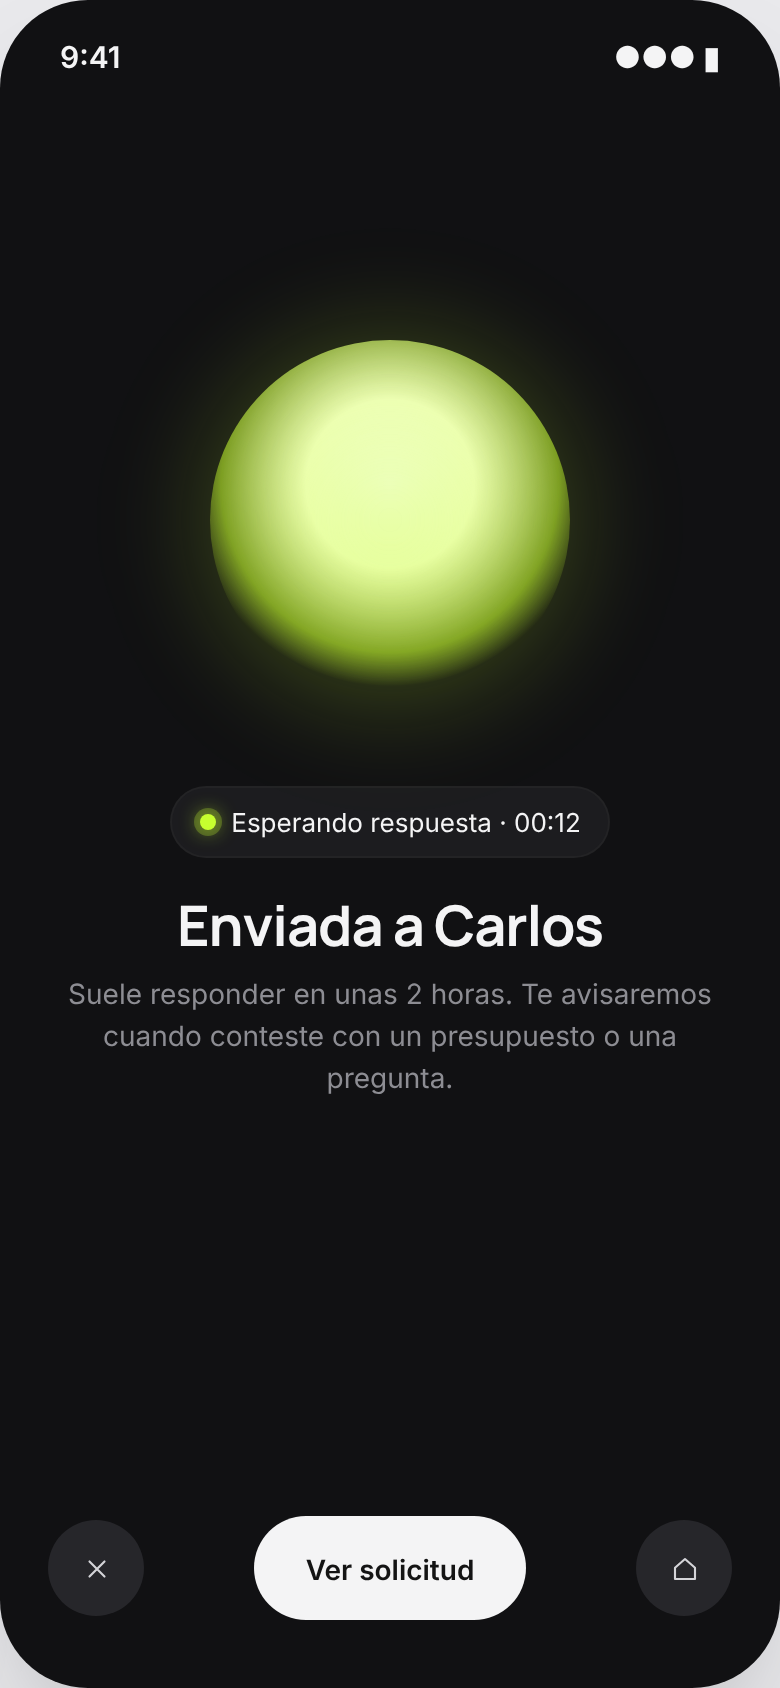 9:41
Esperando respuesta · 00:12
Enviada a Carlos
Suele responder en unas 2 horas. Te avisaremos
cuando conteste con un presupuesto o una
pregunta.
Ver solicitud